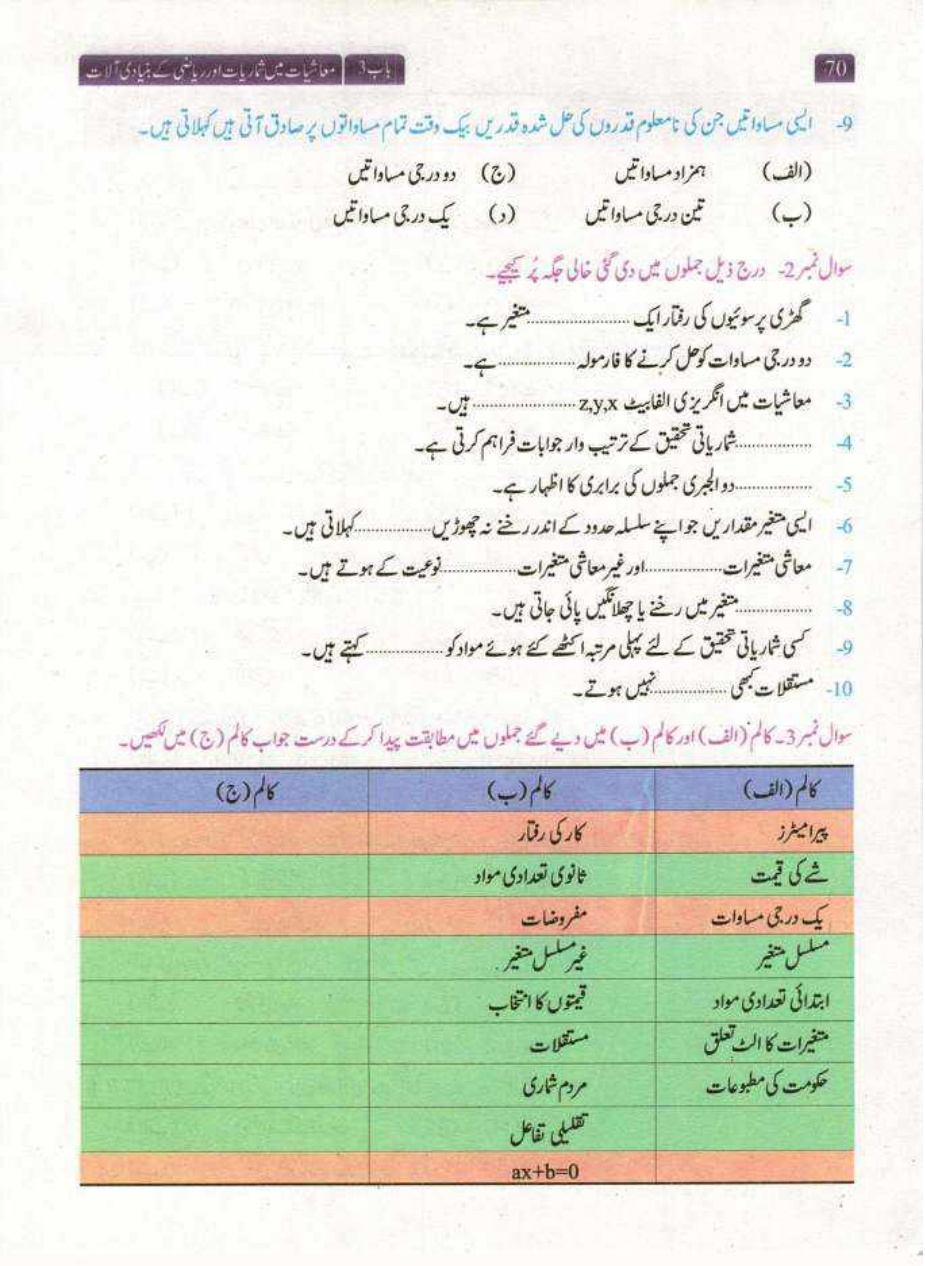 70
باب 3 معاشیات میں شماریات اور ریاضی کے بنیادی آلات
9- ایسی مساواتیں جن کی نامعلوم قدروں کی حل شدہ قدریں بیک وقت تمام مساواتوں پر صادق آتی ہیں کہلاتی ہیں۔
(الف) ہمزاد مساواتیں (ج) دو درجی مساواتیں
(ب) تین درجی مساواتیں (د) یک درجی مساواتیں
سوال نمبر 2- درج ذیل جملوں میں دی گئی خالی جگہ پُر کیجیے۔
1- گھڑی پر سوئیوں کی رفتار ایک ........................ متغیر ہے۔
2- دو درجی مساوات کو حل کرنے کا فارمولہ .................. ہے۔
3- معاشیات میں انگریزی الفابیٹ z,y,x ........................ ہیں۔
4- ..................شماریاتی تحقیق کے ترتیب وار جوابات فراہم کرتی ہے۔
5- ..................دو الجبری جملوں کی برابری کا اظہار ہے۔
6- ایسی متغیر مقداریں جو اپنے سلسلہ حدود کے اندر رخنے نہ چھوڑیں..................کہلاتی ہیں۔
7- معاشی متغیرات..................اور غیر معاشی متغیرات..................نوعیت کے ہوتے ہیں۔
8- ..................متغیر میں رخنے یا چھلانگیں پائی جاتی ہیں۔
9- کسی شماریاتی تحقیق کے لئے پہلی مرتبہ اکٹھے کئے ہوئے مواد کو .................. کہتے ہیں۔
10- مستقلات کبھی ..................نہیں ہوتے۔
سوال نمبر 3۔ کالم (الف) اور کالم (ب) میں دیے گئے جملوں میں مطابقت پیدا کر کے درست جواب کالم (ج) میں لکھیں۔
کالم (الف) کالم (ب) کالم (ج)
پیرامیٹرز کار کی رفتار
شے کی قیمت ثانوی تعدادی مواد
یک درجی مساوات مفروضات
مسلسل متغیر غیر مسلسل متغیر
ابتدائی تعدادی مواد قیمتوں کا انتخاب
متغیرات کا الٹ تعلق مستقلات
حکومت کی مطبوعات مردم شماری
تقلیلی تفاعل
ax+b=0